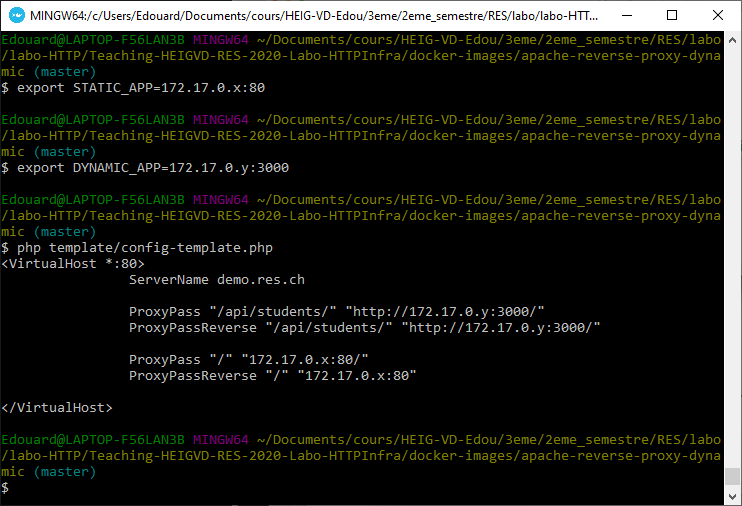 MINGW64:/c/Users/Edouard/Documents/cours/HEIG-VD-Edou/3eme/2eme_semestre/RES/labo/labo-HTT...
Edouard@LAPTOP-F56LAN3B MINGW64 ~/Documents/cours/HEIG-VD-Edou/3eme/2eme_semestre/RES/labo
/labo-HTTP/Teaching-HEIGVD-RES-2020-Labo-HTTPInfra/docker-images/apache-reverse-proxy-dyna
mic (master)
$ export STATIC_APP=172.17.0.x:80
Edouard@LAPTOP-F56LAN3B MINGW64 ~/Documents/cours/HEIG-VD-Edou/3eme/2eme_semestre/RES/labo
/labo-HTTP/Teaching-HEIGVD-RES-2020-Labo-HTTPInfra/docker-images/apache-reverse-proxy-dyna
mic (master)
$ export DYNAMIC_APP=172.17.0.y:3000
Edouard@LAPTOP-F56LAN3B MINGW64 ~/Documents/cours/HEIG-VD-Edou/3eme/2eme_semestre/RES/labo
/labo-HTTP/Teaching-HEIGVD-RES-2020-Labo-HTTPInfra/docker-images/apache-reverse-proxy-dyna
mic (master)
$ php template/config-template.php
<VirtualHost *:80>
ServerName demo.res.ch
ProxyPass "/api/students/" "http://172.17.0.y:3000/"
ProxyPassReverse "/api/students/" "http://172.17.0.y:3000/"
ProxyPass "/" "172.17.0.x:80/"
ProxyPassReverse "/" "172.17.0.x:80"
</VirtualHost>
Edouard@LAPTOP-F56LAN3B MINGW64 ~/Documents/cours/HEIG-VD-Edou/3eme/2eme_semestre/RES/labo
/labo-HTTP/Teaching-HEIGVD-RES-2020-Labo-HTTPInfra/docker-images/apache-reverse-proxy-dyna
mic (master)
$